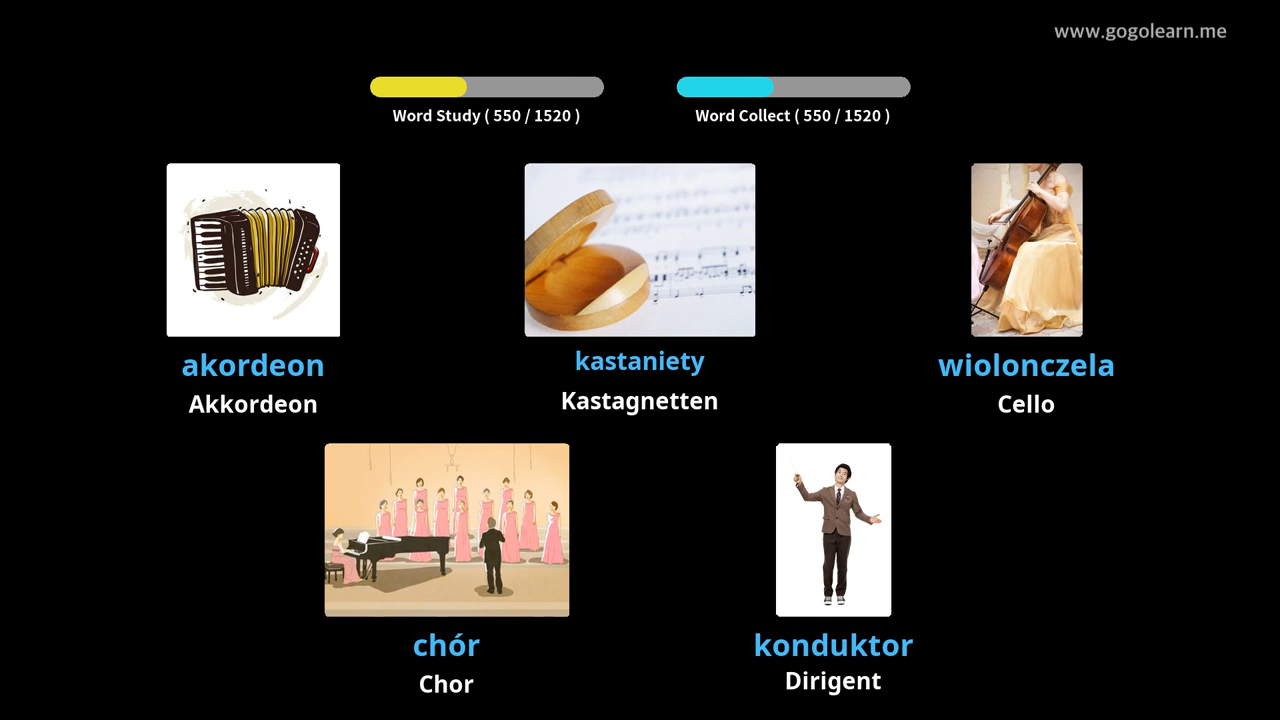 www.gogolearn.me
Word Study ( 550 / 1520 )
Word Collect ( 550 / 1520 )
akordeon
Akkordeon
kastaniety
Kastagnetten
wiolonczela
Cello
chór
Chor
konduktor
Dirigent